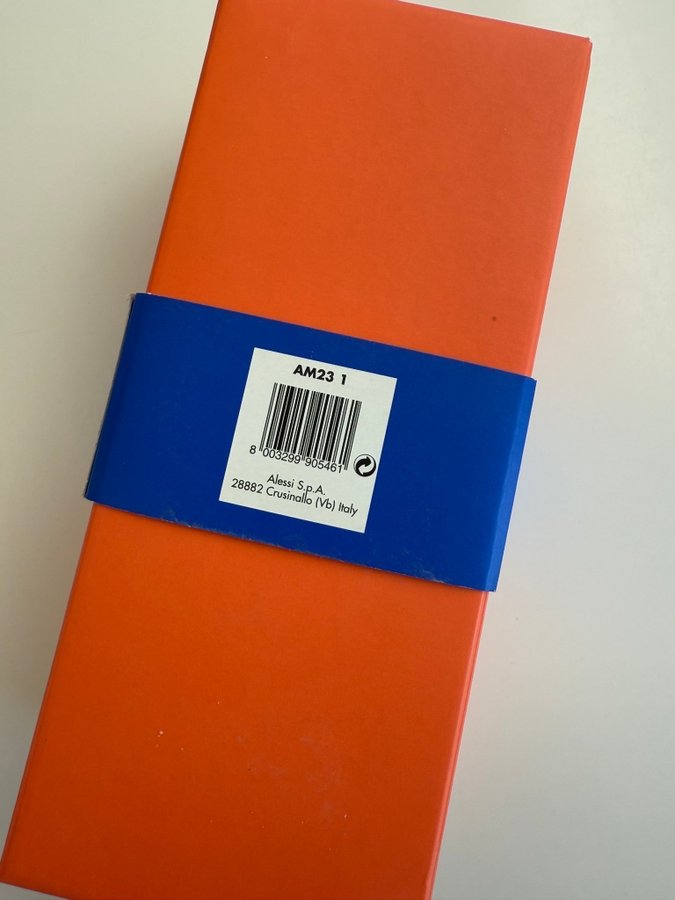 AM23 1
8 003299 905461
Alessi S.p.A.
28882 Crusinallo (Vb) Italy